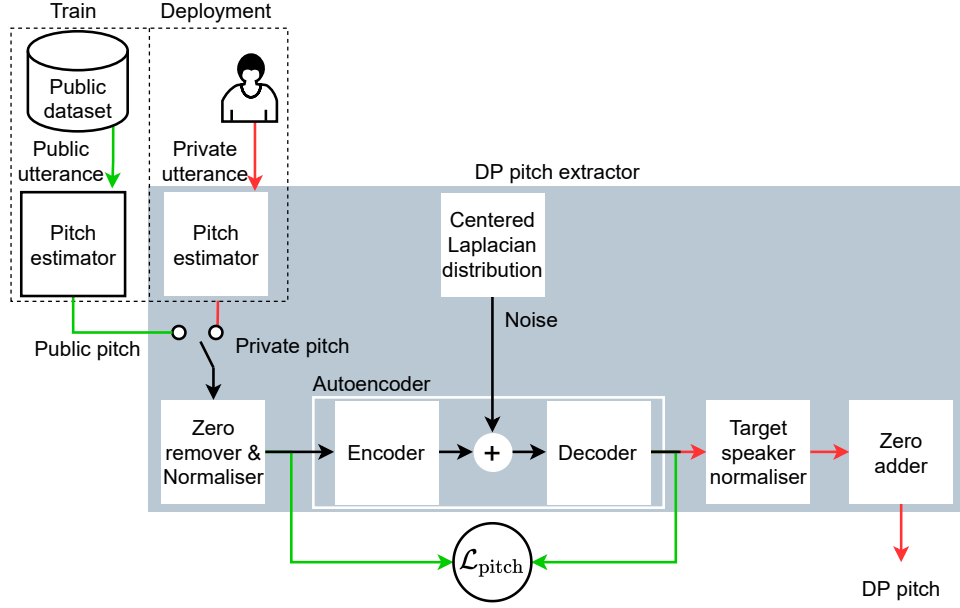 Train
Deployment
Public
dataset
Public
utterance
Private
utterance
DP pitch extractor
Pitch
estimator
Pitch
estimator
Centered
Laplacian
distribution
Noise
Public pitch
Private pitch
Autoencoder
Zero
remover &
Normaliser
Encoder
+
Decoder
Target
speaker
normaliser
Zero
adder
ℒpitch
DP pitch